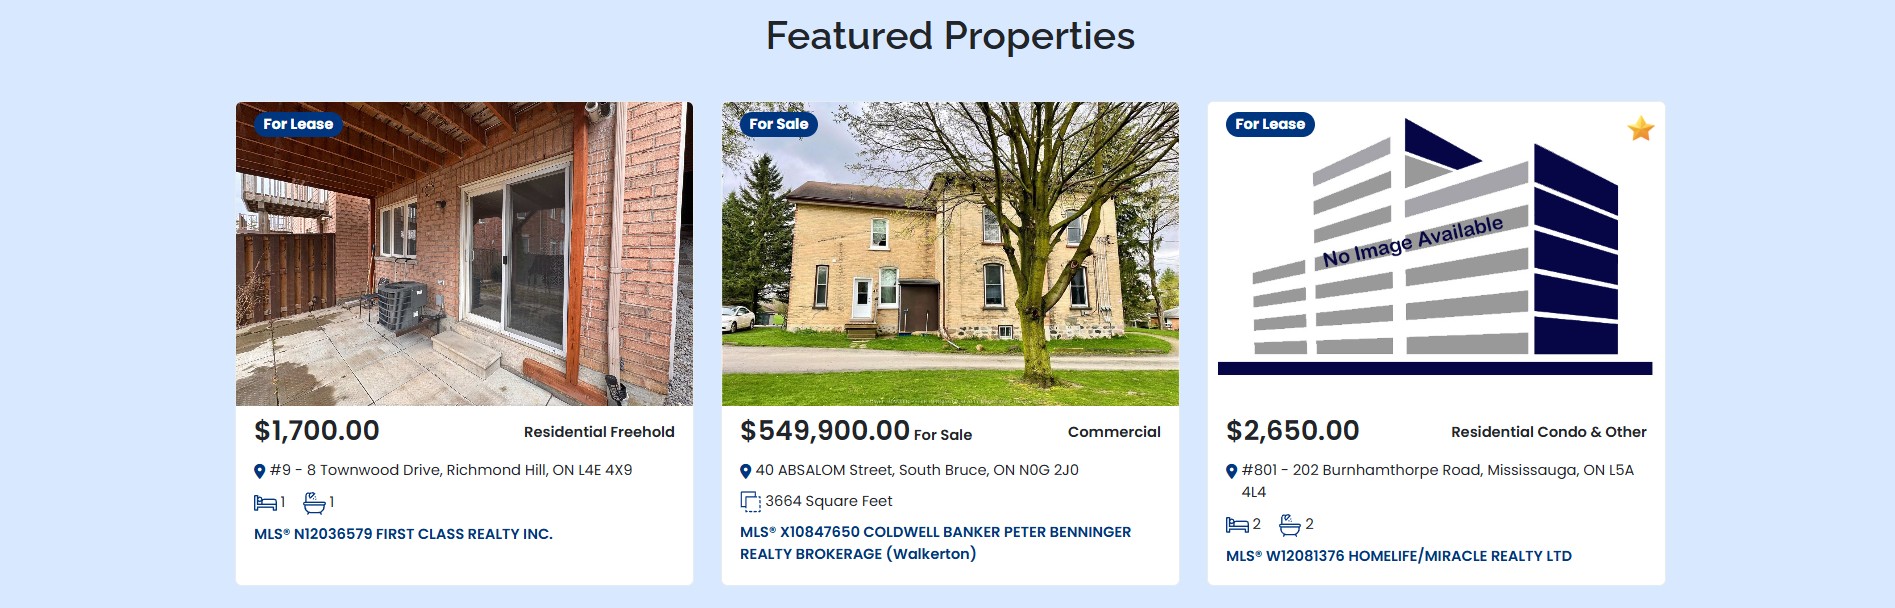 Featured Properties
For Lease
$1,700.00 Residential Freehold
#9 - 8 Townwood Drive, Richmond Hill, ON L4E 4X9
1 1
MLS® N12036579 FIRST CLASS REALTY INC.
For Sale
$549,900.00 For Sale Commercial
40 ABSALOM Street, South Bruce, ON N0G 2J0
3664 Square Feet
MLS® X10847650 COLDWELL BANKER PETER BENNINGER
REALTY BROKERAGE (Walkerton)
For Lease
No Image Available
$2,650.00 Residential Condo & Other
#801 - 202 Burnhamthorpe Road, Mississauga, ON L5A
4L4
2 2
MLS® W12081376 HOMELIFE/MIRACLE REALTY LTD